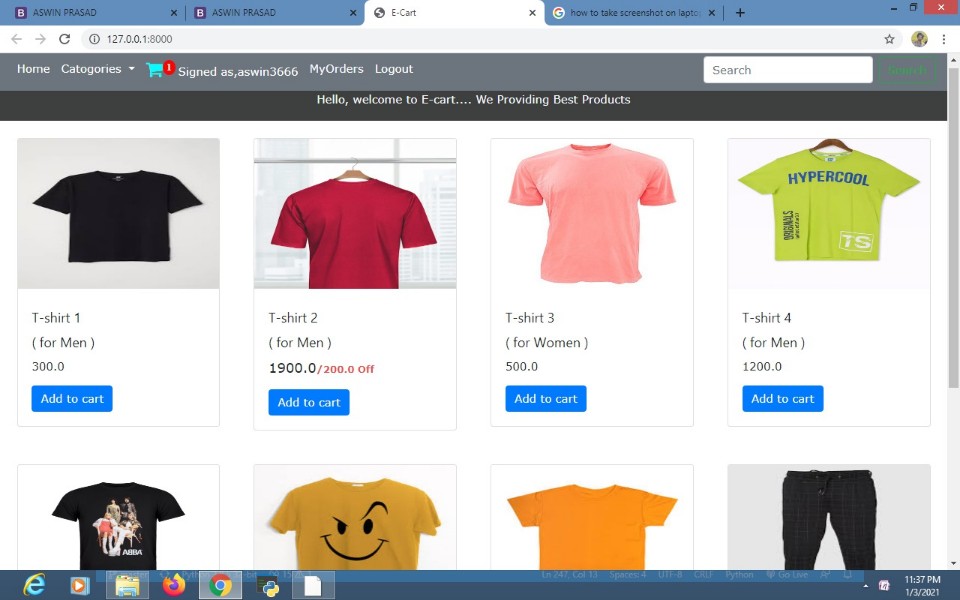 ASWIN PRASAD
ASWIN PRASAD
E-Cart
how to take screenshot on laptop
127.0.0.1:8000
Home Catogories 1 Signed as,aswin3666 MyOrders Logout
Search Search
Hello, welcome to E-cart.... We Providing Best Products
HYPERCOOL
ORIGINALS
TS
T-shirt 1
( for Men )
300.0
Add to cart
T-shirt 2
( for Men )
1900.0/200.0 Off
Add to cart
T-shirt 3
( for Women )
500.0
Add to cart
T-shirt 4
( for Men )
1200.0
Add to cart
ABBA
Ln 247, Col 13 Spaces: 4 UTF-8 CRLF Python Go Live
11:37 PM
1/3/2021